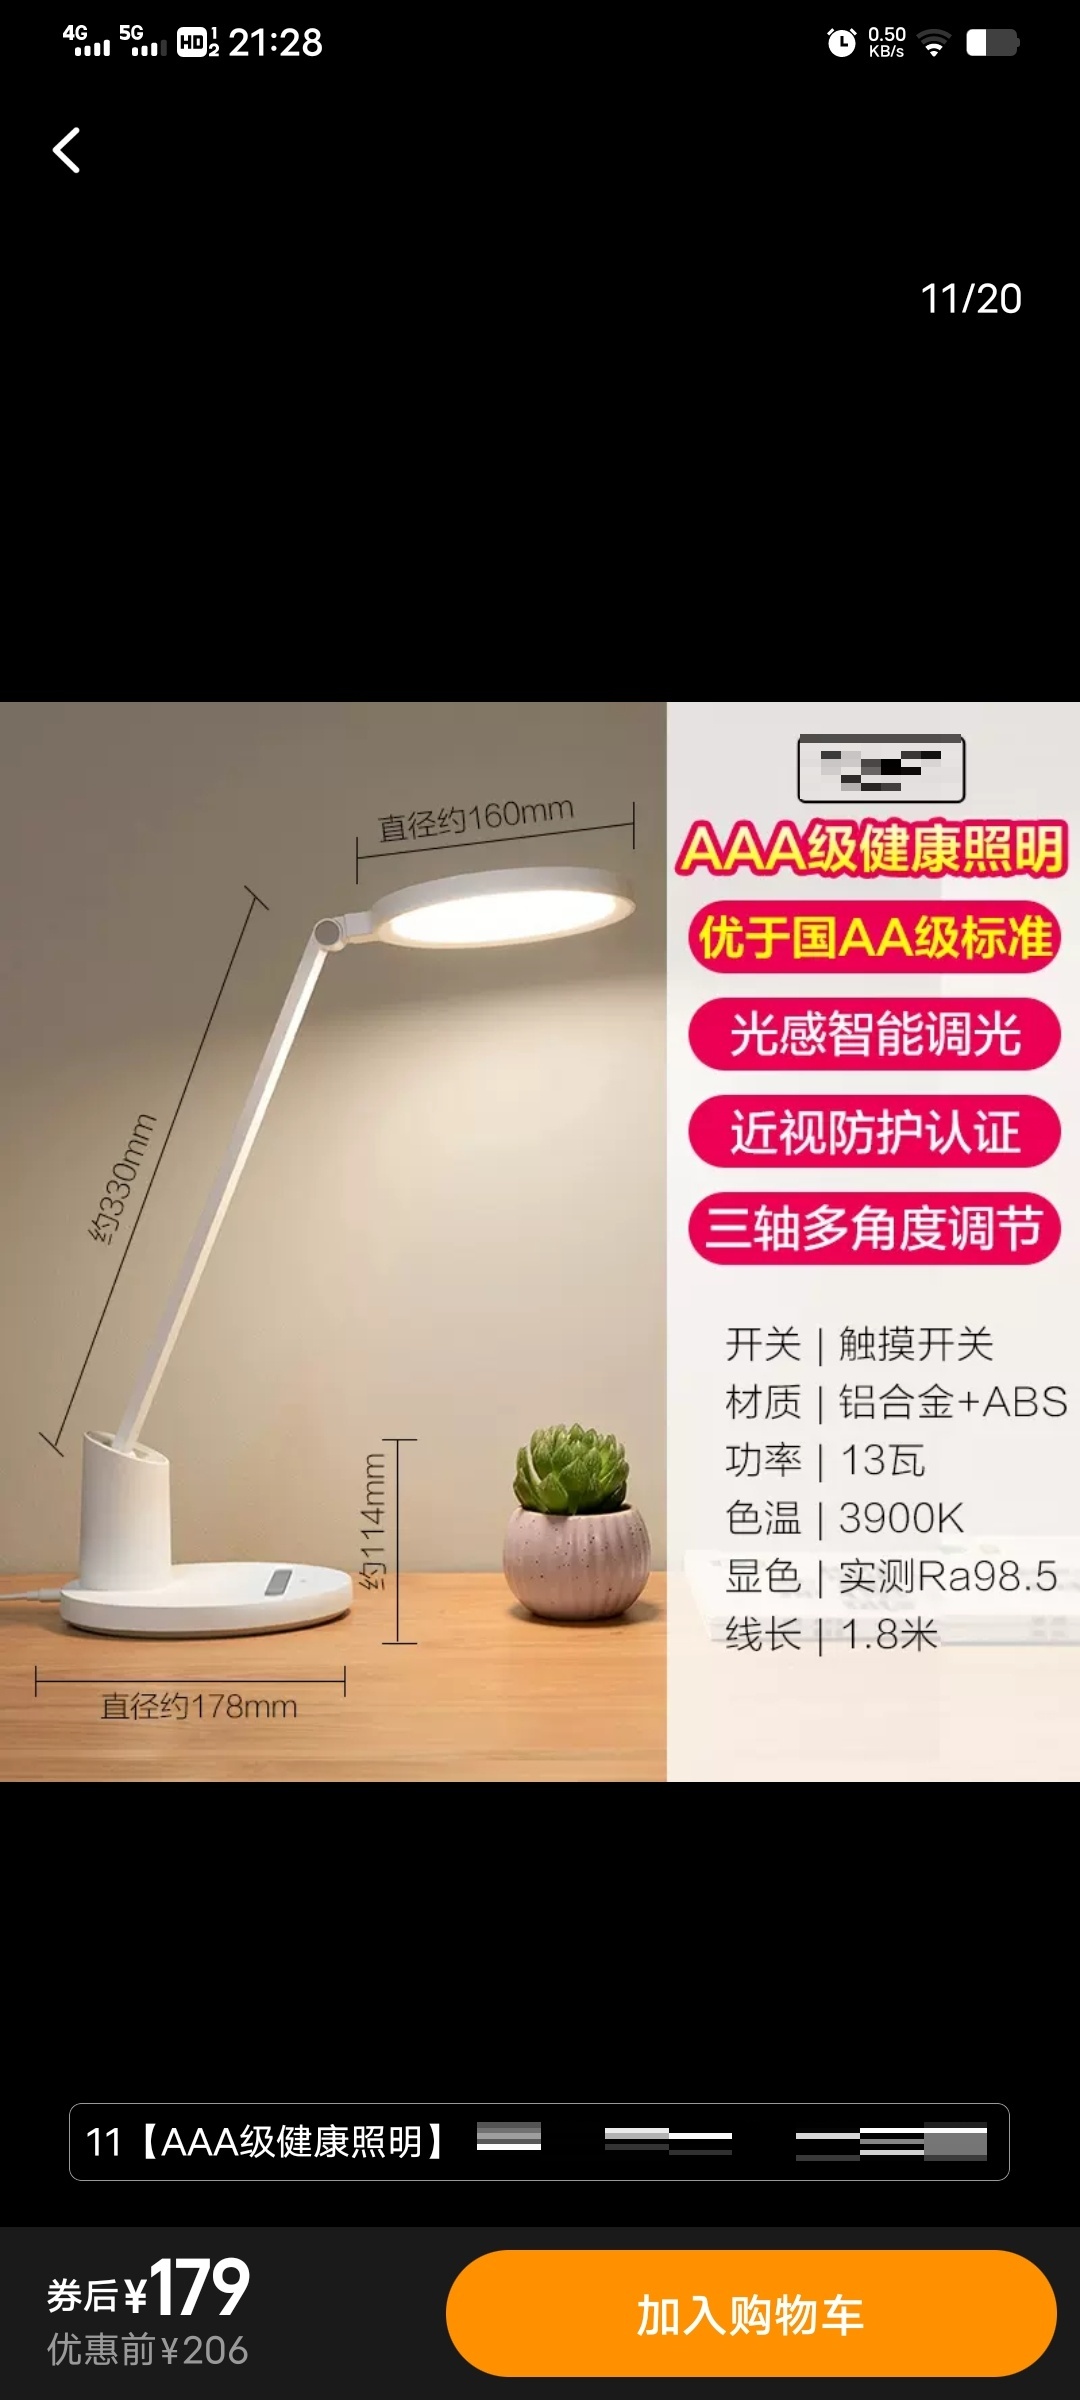 4G 5G HD 1 2 21:28 0.50 KB/s
11/20
直径约160mm
约330mm
约114mm
直径约178mm
AAA级健康照明
优于国AA级标准
光感智能调光
近视防护认证
三轴多角度调节
开关|触摸开关
材质|铝合金+ABS
功率|13瓦
色温|3900K
显色|实测Ra98.5
线长|1.8米
11【AAA级健康照明】
券后¥179
优惠前¥206
加入购物车